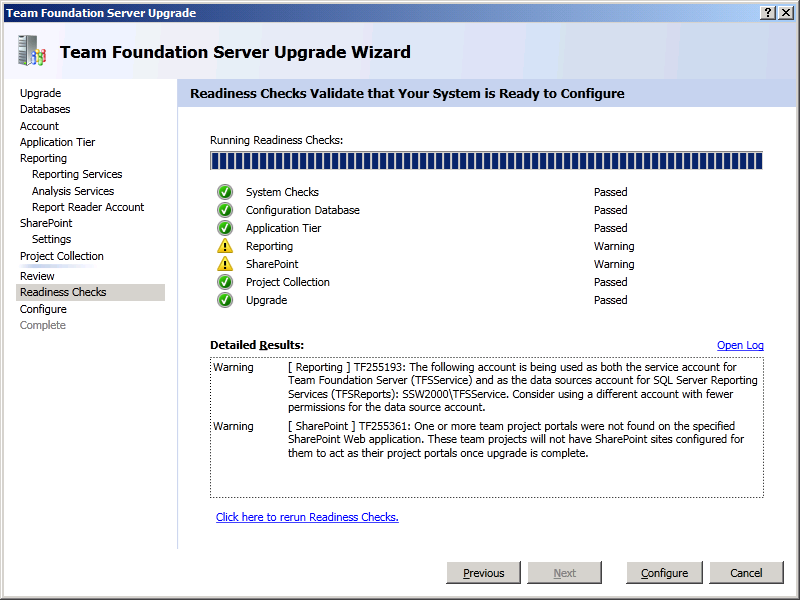 Team Foundation Server Upgrade
Team Foundation Server Upgrade Wizard
Upgrade
Databases
Account
Application Tier
Reporting
Reporting Services
Analysis Services
Report Reader Account
SharePoint
Settings
Project Collection
Review
Readiness Checks
Configure
Complete
Readiness Checks Validate that Your System is Ready to Configure
Running Readiness Checks:
System Checks Passed
Configuration Database Passed
Application Tier Passed
Reporting Warning
SharePoint Warning
Project Collection Passed
Upgrade Passed
Detailed Results: Open Log
Warning [ Reporting ] TF255193: The following account is being used as both the service account for
Team Foundation Server (TFSService) and as the data sources account for SQL Server Reporting
Services (TFSReports): SSW2000\TFSService. Consider using a different account with fewer
permissions for the data source account.
Warning [ SharePoint ] TF255361: One or more team project portals were not found on the specified
SharePoint Web application. These team projects will not have SharePoint sites configured for
them to act as their project portals once upgrade is complete.
Click here to rerun Readiness Checks.
Previous Next Configure Cancel